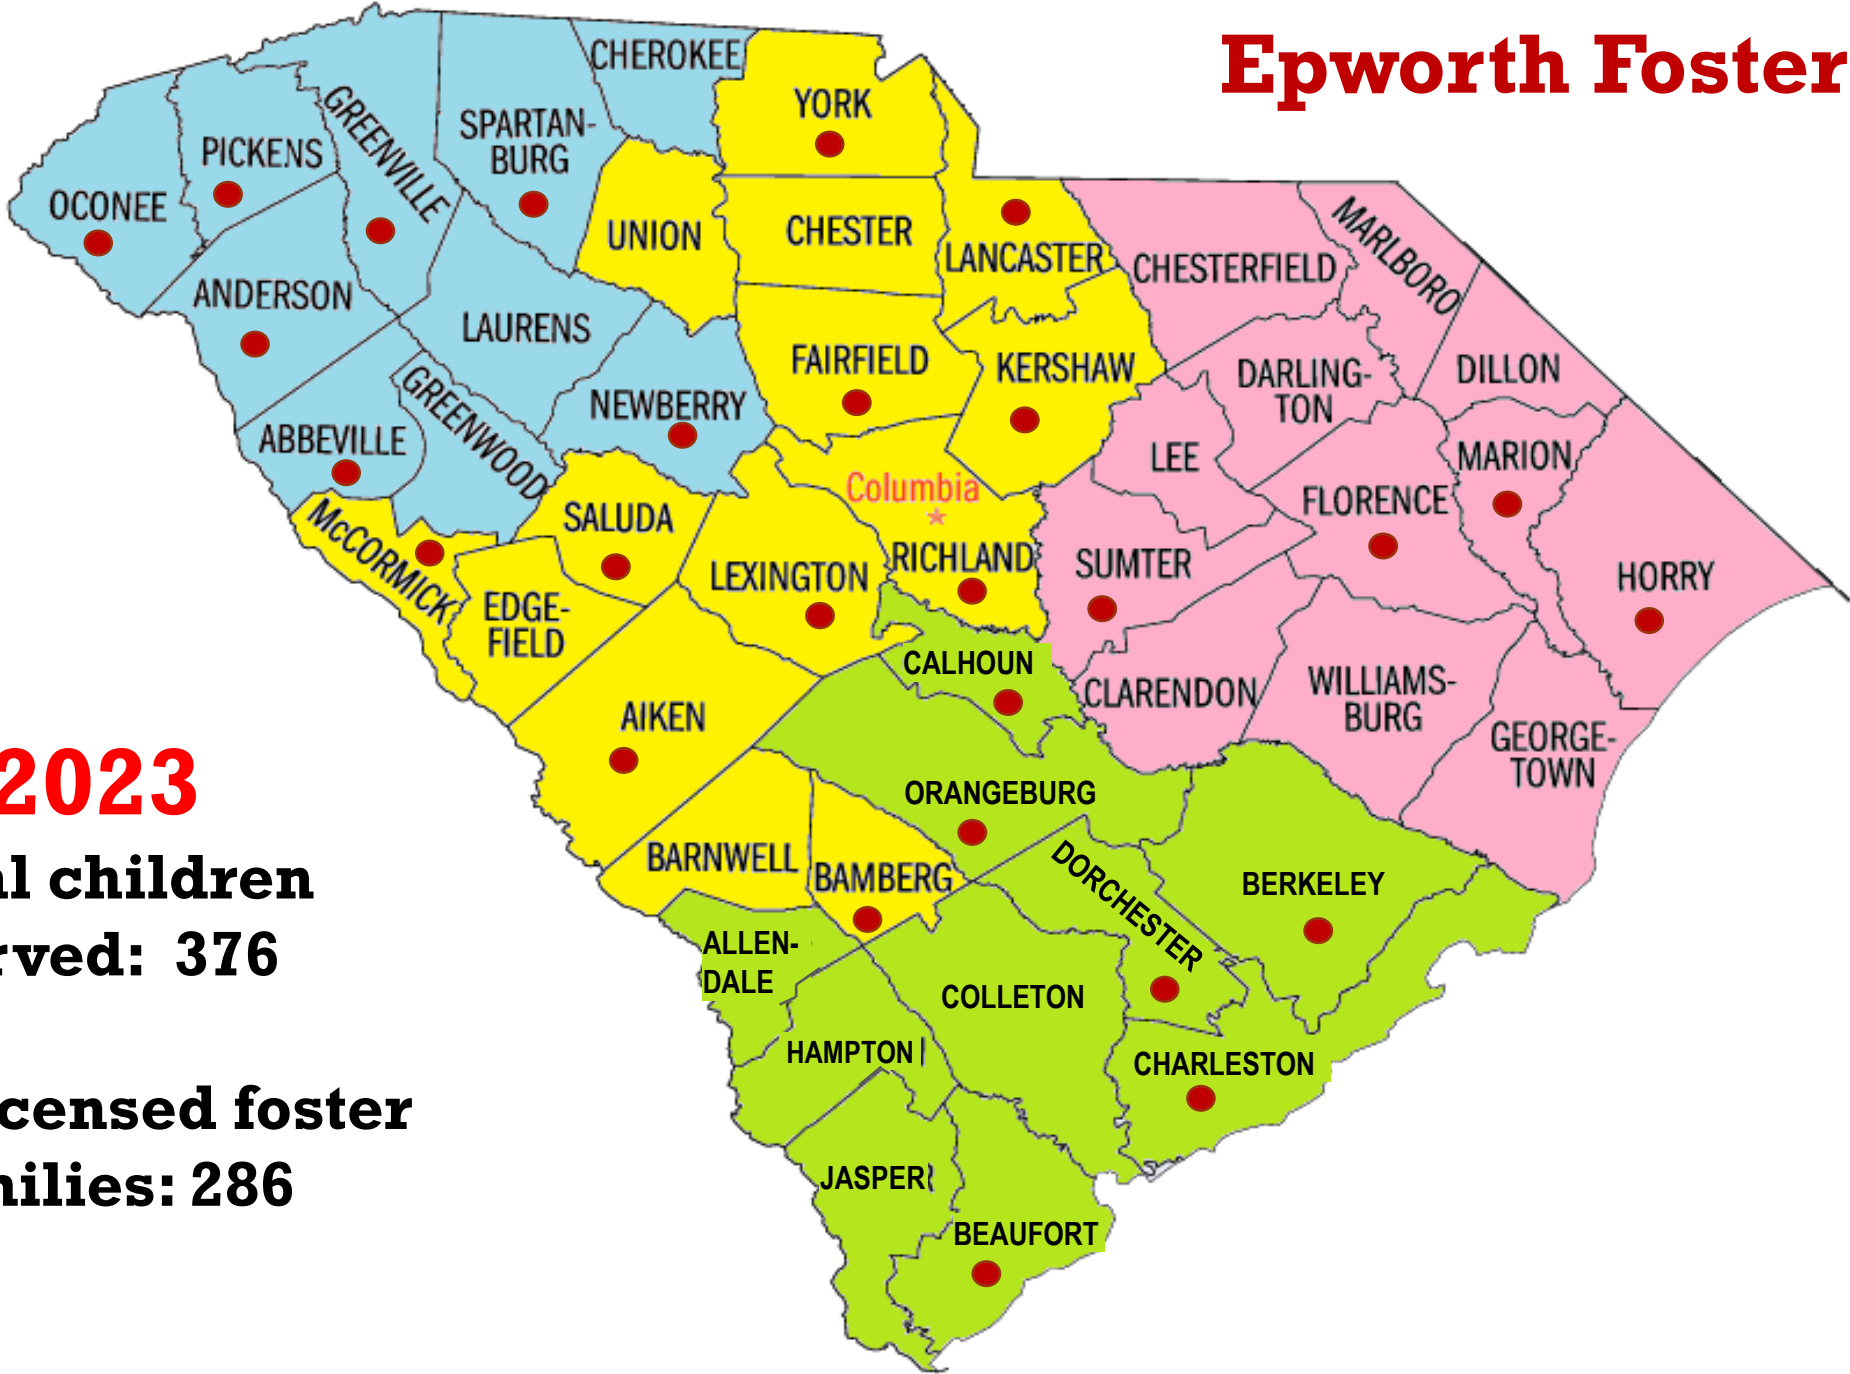 Epworth Foster
CHEROKEE
YORK
SPARTAN-
BURG
GREENVILLE
PICKENS
OCONEE
UNION
CHESTER
LANCASTER
CHESTERFIELD
MARLBORO
ANDERSON
LAURENS
FAIRFIELD
KERSHAW
DARLING-
TON
DILLON
ABBEVILLE
GREENWOOD
NEWBERRY
LEE
MARION
Columbia
FLORENCE
McCORMICK
SALUDA
LEXINGTON
RICHLAND
SUMTER
HORRY
EDGE-
FIELD
CALHOUN
CLARENDON
WILLIAMS-
BURG
AIKEN
GEORGE-
TOWN
2023
ORANGEBURG
BARNWELL
BAMBERG
DORCHESTER
BERKELEY
al children
rved: 376
ALLEN-
DALE
COLLETON
HAMPTON
CHARLESTON
censed foster
nilies: 286
JASPER
BEAUFORT